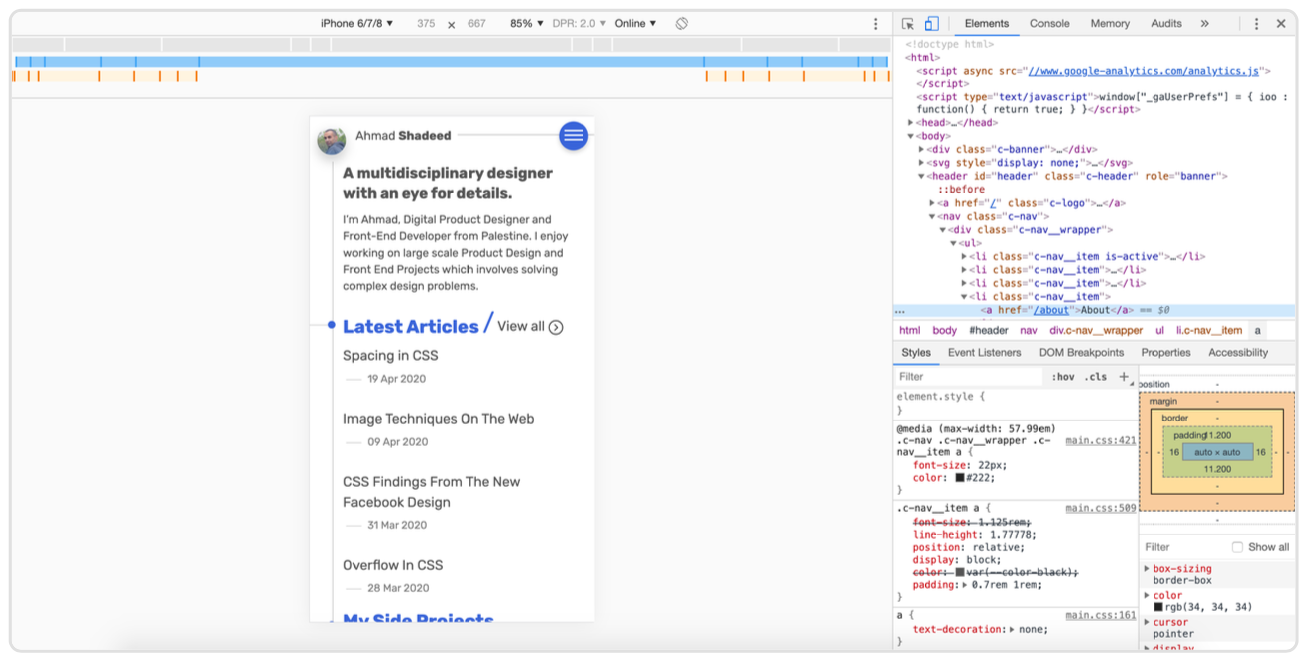 iPhone 6/7/8 ▼ 375 × 667 85% ▼ DPR: 2.0 ▼ Online ▼
Ahmad Shadeed
A multidisciplinary designer
with an eye for details.
I'm Ahmad, Digital Product Designer and
Front-End Developer from Palestine. I enjoy
working on large scale Product Design and
Front End Projects which involves solving
complex design problems.
Latest Articles / View all
Spacing in CSS
19 Apr 2020
Image Techniques On The Web
09 Apr 2020
CSS Findings From The New
Facebook Design
31 Mar 2020
Overflow In CSS
28 Mar 2020
My Side Projects
Elements Console Memory Audits »
<!doctype html>
<html>
<script async src="//www.google-analytics.com/analytics.js">
</script>
<script type="text/javascript">window["_gaUserPrefs"] = { ioo :
function() { return true; } }</script>
▶<head>…</head>
▼<body>
▶<div class="c-banner">…</div>
▶<svg style="display: none;">…</svg>
▼<header id="header" class="c-header" role="banner">
::before
▶<a href="/" class="c-logo">…</a>
▼<nav class="c-nav">
▼<div class="c-nav__wrapper">
▼<ul>
▶<li class="c-nav__item is-active">…</li>
▶<li class="c-nav__item">…</li>
▶<li class="c-nav__item">…</li>
▼<li class="c-nav__item">
… <a href="/about">About</a> == $0
html body #header nav div.c-nav__wrapper ul li.c-nav__item a
Styles Event Listeners DOM Breakpoints Properties Accessibility
Filter :hov .cls +
element.style {
}
@media (max-width: 57.99em)
.c-nav .c-nav__wrapper .c- main.css:421
nav__item a {
font-size: 22px;
color: #222;
}
.c-nav__item a { main.css:509
font-size: 1.125rem;
line-height: 1.77778;
position: relative;
display: block;
color: var(--color-black);
padding:▶ 0.7rem 1rem;
}
a { main.css:161
text-decoration:▶ none;
}
position -
margin -
border -
padding 11.200
- - 16 auto × auto 16 - -
11.200
-
-
-
Filter Show all
▶ box-sizing
border-box
▶ color
rgb(34, 34, 34)
▶ cursor
pointer
▶ display